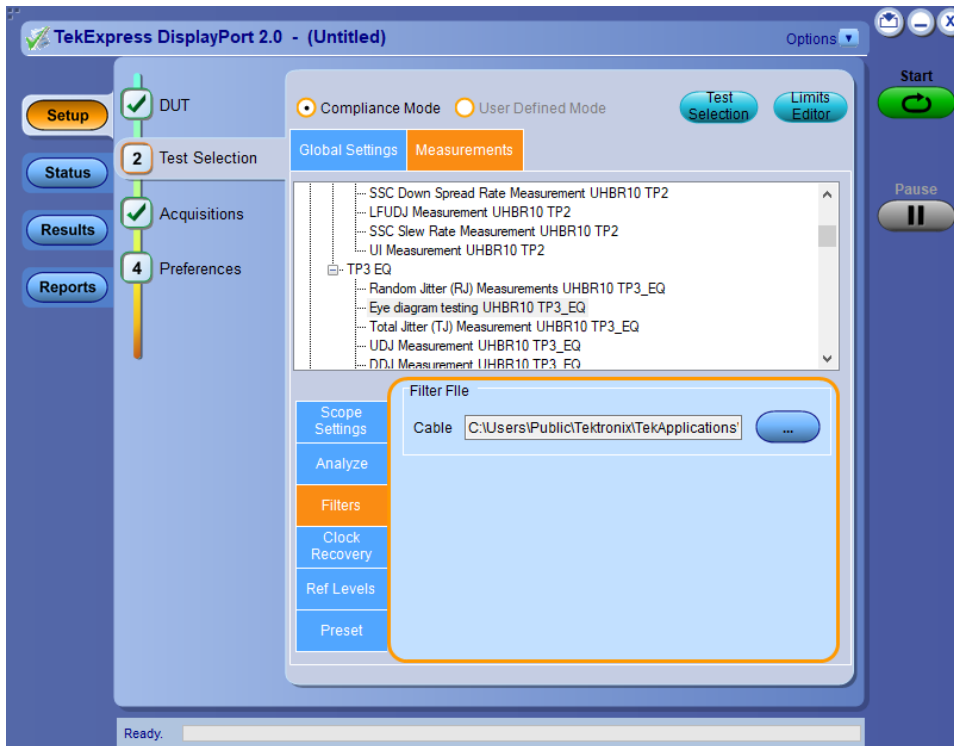 TekExpress DisplayPort 2.0 - (Untitled)
Options
Setup
Status
Results
Reports
DUT
2 Test Selection
Acquisitions
4 Preferences
Compliance Mode
User Defined Mode
Test Selection
Limits Editor
Global Settings
Measurements
SSC Down Spread Rate Measurement UHBR10 TP2
LFUDJ Measurement UHBR10 TP2
SSC Slew Rate Measurement UHBR10 TP2
UI Measurement UHBR10 TP2
TP3 EQ
Random Jitter (RJ) Measurements UHBR10 TP3_EQ
Eye diagram testing UHBR10 TP3_EQ
Total Jitter (TJ) Measurement UHBR10 TP3_EQ
UDJ Measurement UHBR10 TP3_EQ
DDJ Measurement UHBR10 TP3_EQ
Scope Settings
Analyze
Filters
Clock Recovery
Ref Levels
Preset
Filter FIle
Cable C:\Users\Public\Tektronix\TekApplications'
...
Start
Pause
Ready.